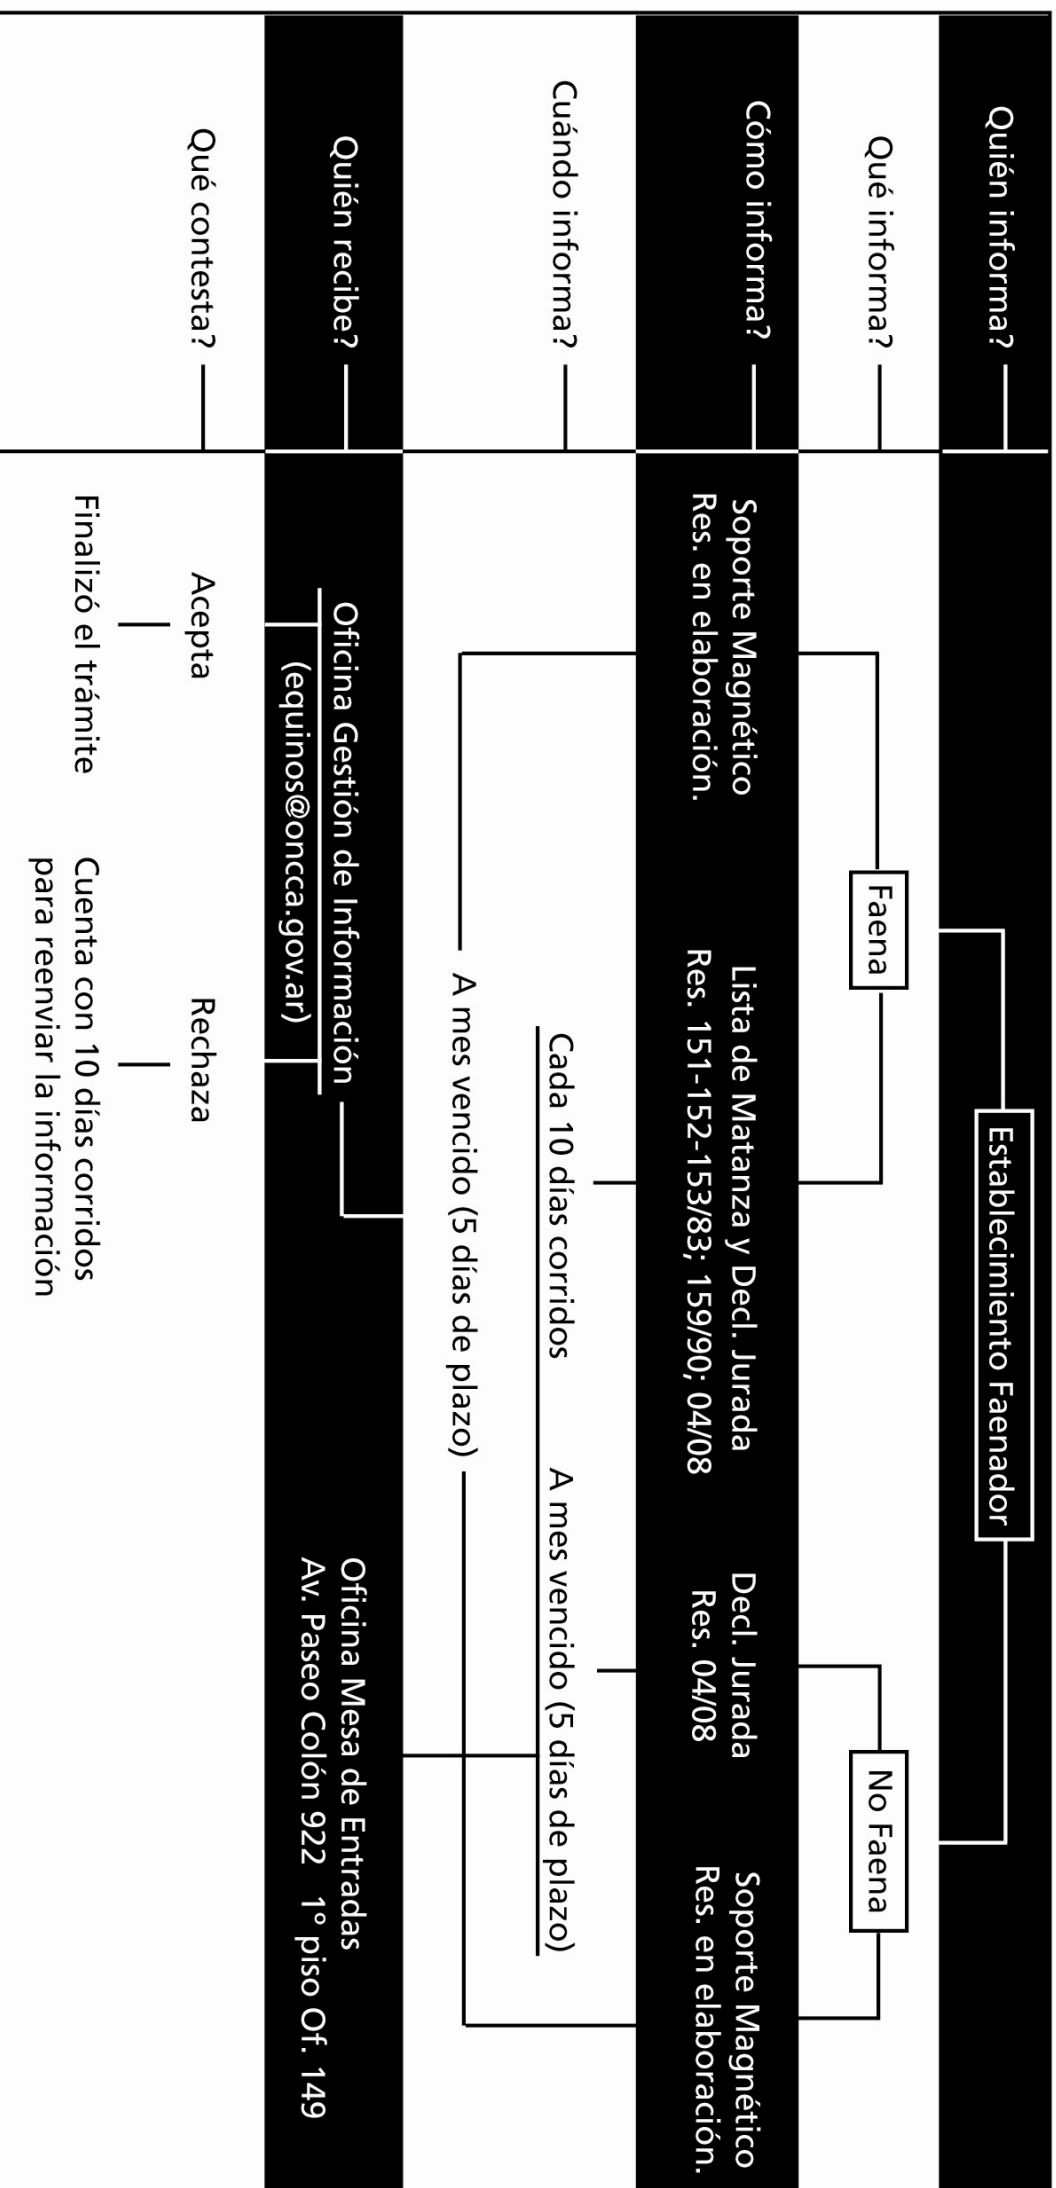 Quién informa?
Establecimiento Faenador
Qué informa?
Faena
No Faena
Cómo informa?
Soporte Magnético
Res. en elaboración.
Lista de Matanza y Decl. Jurada
Res. 151-152-153/83; 159/90; 04/08
Decl. Jurada
Res. 04/08
Soporte Magnético
Res. en elaboración.
Cuándo informa?
Cada 10 días corridos
A mes vencido (5 días de plazo)
A mes vencido (5 días de plazo)
Quién recibe?
Oficina Gestión de Información
(equinos@oncca.gov.ar)
Oficina Mesa de Entradas
Av. Paseo Colón 922 1º piso Of. 149
Qué contesta?
Acepta
Rechaza
Finalizó el trámite
Cuenta con 10 días corridos
para reenviar la información